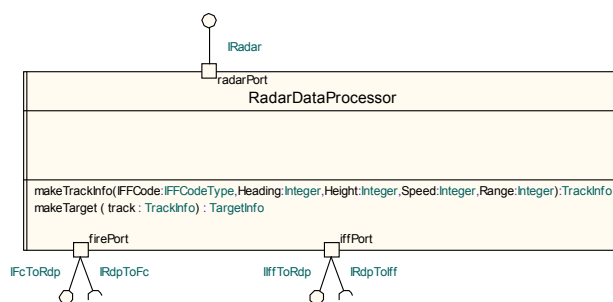 IRadar
radarPort
RadarDataProcessor
makeTrackInfo(IFFCode:IFFCodeType,Heading:Integer,Height:Integer,Speed:Integer,Range:Integer):TrackInfo
makeTarget ( track : TrackInfo) : TargetInfo
firePort
iffPort
IFcToRdp
IRdpToFc
IIffToRdp
IRdpToIff